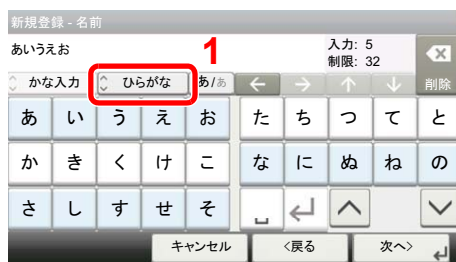 新規登録 - 名前
あいうえお
1
入力: 5
制限: 32
かな入力 ひらがな あ/あ ← → ↑ ↓ 削除
あ い う え お た ち つ て と
か き く け こ な に ぬ ね の
さ し す せ そ
キャンセル <戻る 次へ>